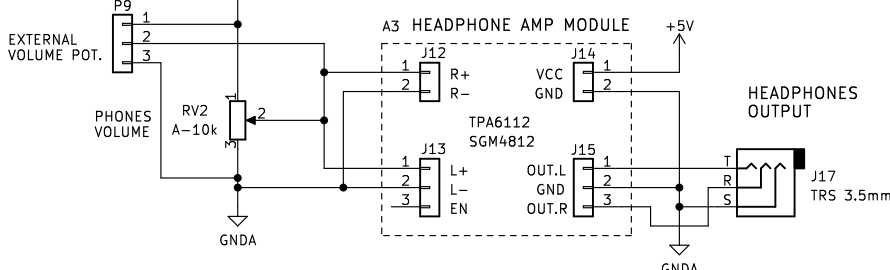 P9
1
2
3
EXTERNAL
VOLUME POT.
PHONES
VOLUME
RV2
A-10k
1
2
3
GNDA
A3 HEADPHONE AMP MODULE
J12
1 R+
2 R-
J13
1 L+
2 L-
3 EN
TPA6112
SGM4812
J14
VCC 1
GND 2
J15
OUT.L 1
GND 2
OUT.R 3
+5V
HEADPHONES
OUTPUT
T
R
S
J17
TRS 3.5mm
GNDA